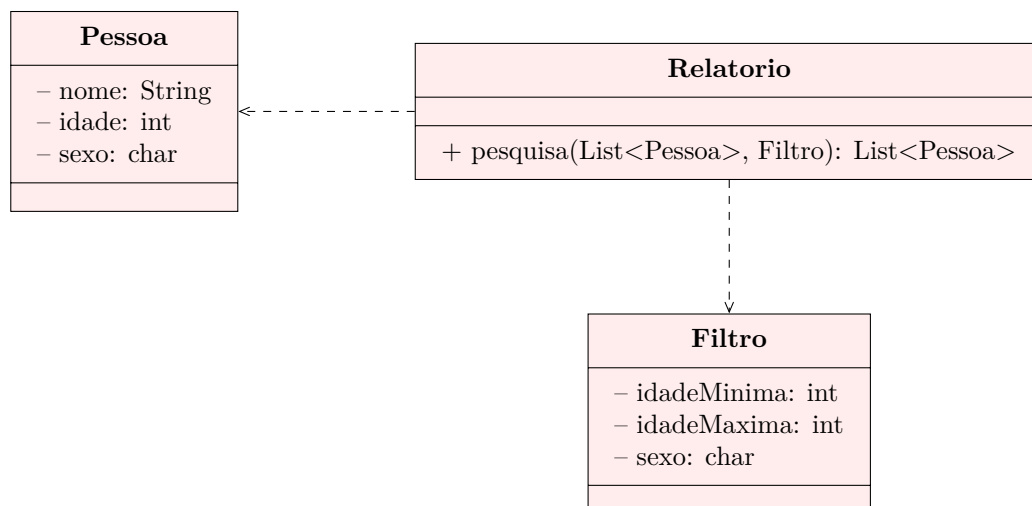 Pessoa
– nome: String
– idade: int
– sexo: char
Relatorio
+ pesquisa(List<Pessoa>, Filtro): List<Pessoa>
Filtro
– idadeMinima: int
– idadeMaxima: int
– sexo: char